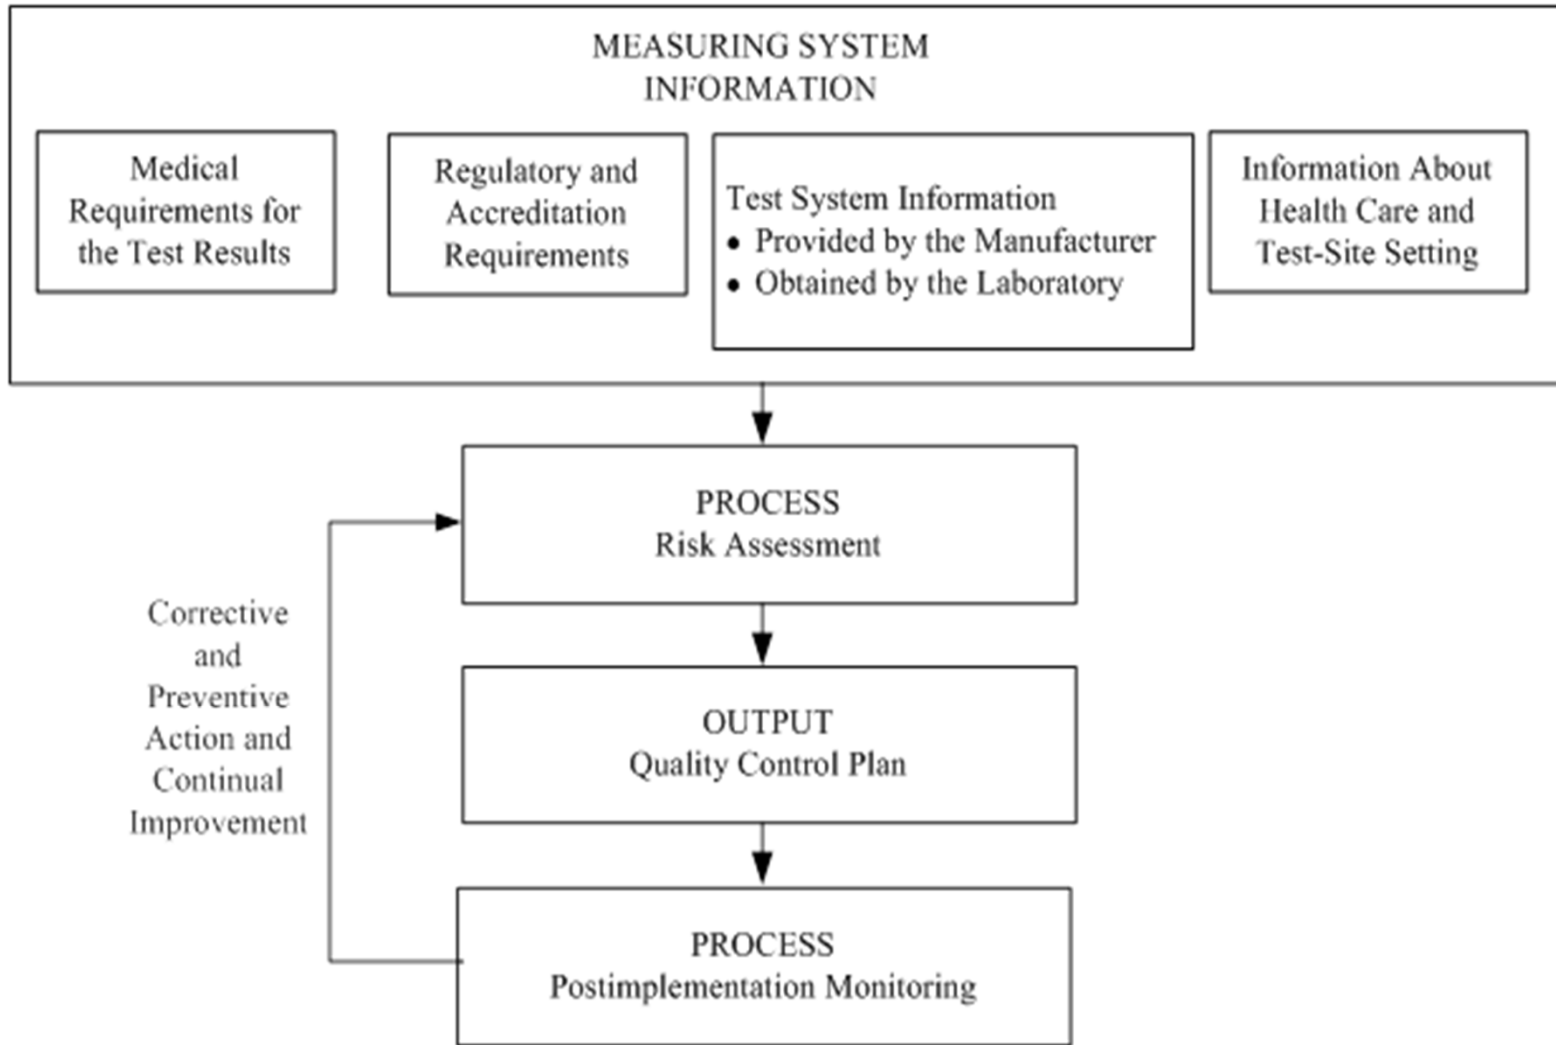 MEASURING SYSTEM
INFORMATION
Medical
Requirements for
the Test Results
Regulatory and
Accreditation
Requirements
Test System Information
• Provided by the Manufacturer
• Obtained by the Laboratory
Information About
Health Care and
Test-Site Setting
PROCESS
Risk Assessment
Corrective
and
Preventive
Action and
Continual
Improvement
OUTPUT
Quality Control Plan
PROCESS
Postimplementation Monitoring